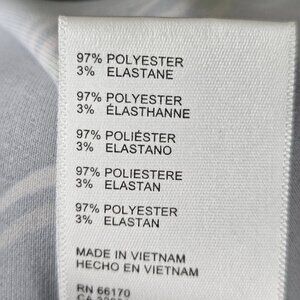 97% POLYESTER
3% ELASTANE
97% POLYESTER
3% ÉLASTHANNE
97% POLIÉSTER
3% ELASTANO
97% POLIESTERE
3% ELASTAN
97% POLYESTER
3% ELASTAN
MADE IN VIETNAM
HECHO EN VIETNAM
RN 66170